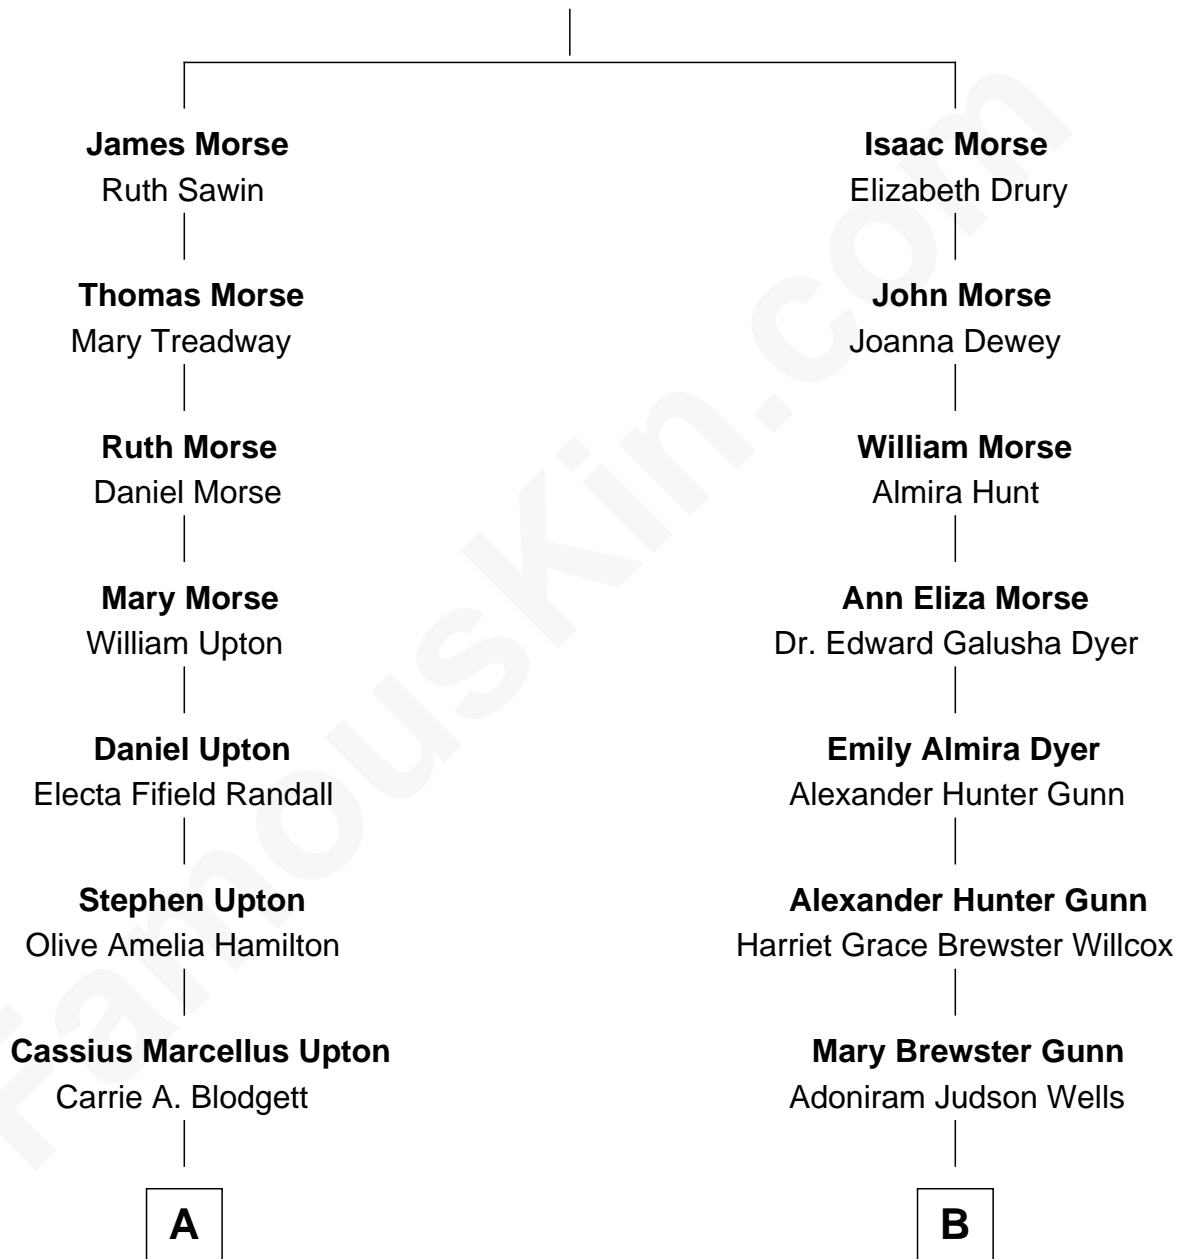 James Morse
Ruth Sawin
Thomas Morse
Mary Treadway
Ruth Morse
Daniel Morse
Mary Morse
William Upton
Daniel Upton
Electa Fifield Randall
Stephen Upton
Olive Amelia Hamilton
Cassius Marcellus Upton
Carrie A. Blodgett
A
Isaac Morse
Elizabeth Drury
John Morse
Joanna Dewey
William Morse
Almira Hunt
Ann Eliza Morse
Dr. Edward Galusha Dyer
Emily Almira Dyer
Alexander Hunter Gunn
Alexander Hunter Gunn
Harriet Grace Brewster Willcox
Mary Brewster Gunn
Adoniram Judson Wells
B
FamousKin.com